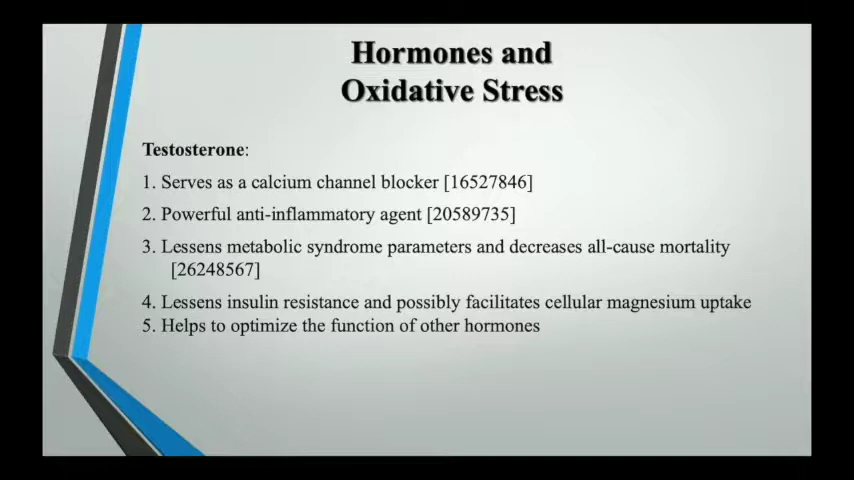 Hormones and
Oxidative Stress
Testosterone:
1. Serves as a calcium channel blocker [16527846]
2. Powerful anti-inflammatory agent [20589735]
3. Lessens metabolic syndrome parameters and decreases all-cause mortality
[26248567]
4. Lessens insulin resistance and possibly facilitates cellular magnesium uptake
5. Helps to optimize the function of other hormones